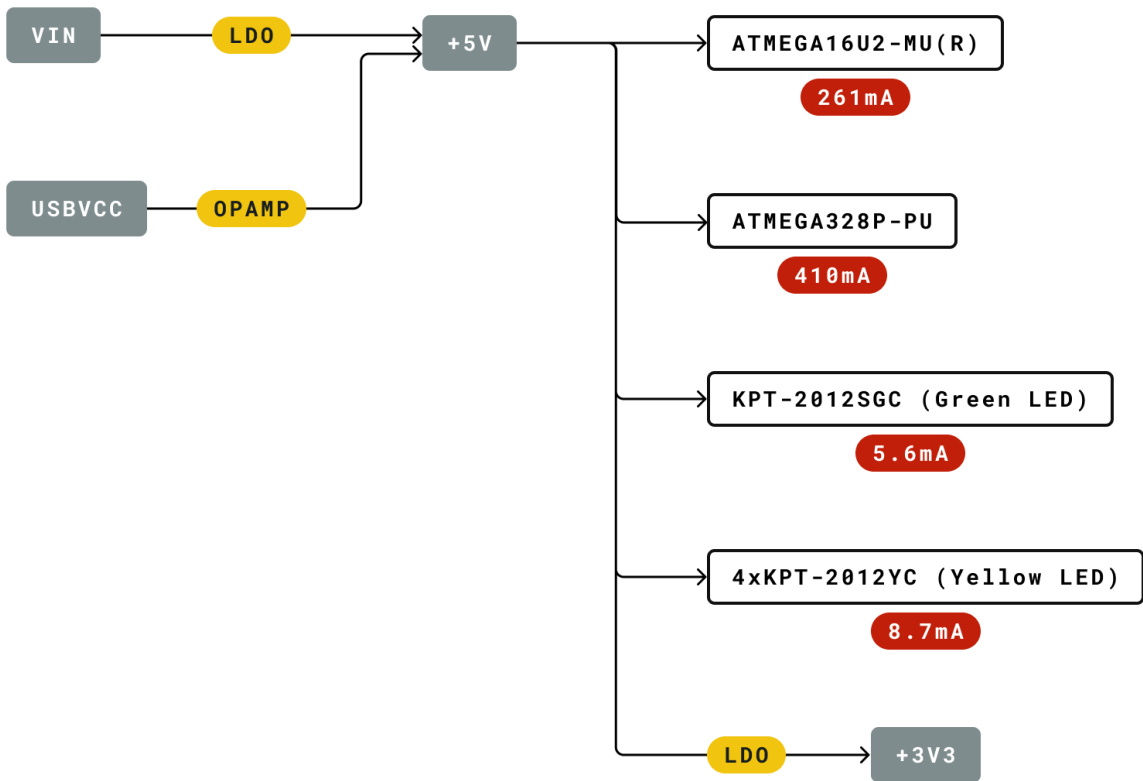 VIN
LDO
+5V
ATMEGA16U2-MU(R)
261mA
USBVCC
OPAMP
ATMEGA328P-PU
410mA
KPT-2012SGC (Green LED)
5.6mA
4xKPT-2012YC (Yellow LED)
8.7mA
LDO
+3V3